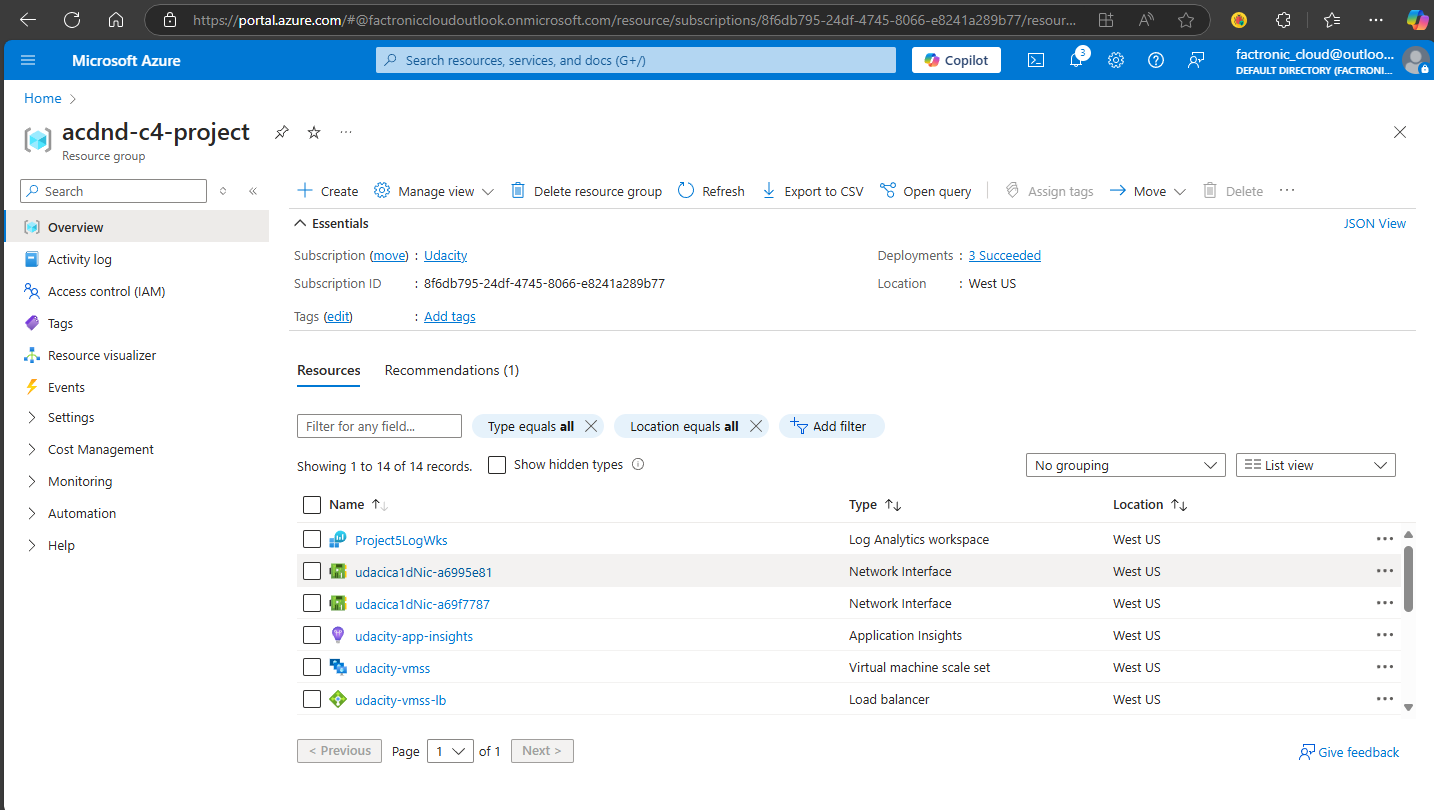 https://portal.azure.com/#@factroniccloudoutlook.onmicrosoft.com/resource/subscriptions/8f6db795-24df-4745-8066-e8241a289b77/resour...
Microsoft Azure
Search resources, services, and docs (G+/)
Copilot
3
factronic_cloud@outloo...
DEFAULT DIRECTORY (FACTRONI...
Home
acdnd-c4-project
Resource group
Search
Create
Manage view
Delete resource group
Refresh
Export to CSV
Open query
Assign tags
Move
Delete
Overview
Activity log
Access control (IAM)
Tags
Resource visualizer
Events
Settings
Cost Management
Monitoring
Automation
Help
Essentials
JSON View
Subscription (move) : Udacity
Deployments : 3 Succeeded
Subscription ID : 8f6db795-24df-4745-8066-e8241a289b77
Location : West US
Tags (edit) : Add tags
Resources
Recommendations (1)
Filter for any field...
Type equals all
Location equals all
Add filter
Showing 1 to 14 of 14 records.
Show hidden types
No grouping
List view
Name Type Location
Project5LogWks Log Analytics workspace West US
udacica1dNic-a6995e81 Network Interface West US
udacica1dNic-a69f7787 Network Interface West US
udacity-app-insights Application Insights West US
udacity-vmss Virtual machine scale set West US
udacity-vmss-lb Load balancer West US
< Previous Page 1 of 1 Next >
Give feedback